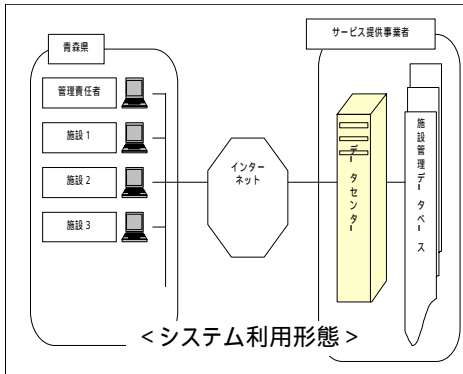 青森県
サービス提供事業者
管理責任者
施設1
施設2
施設3
インター
ネット
データセンター
施設管理データベース
＜システム利用形態＞